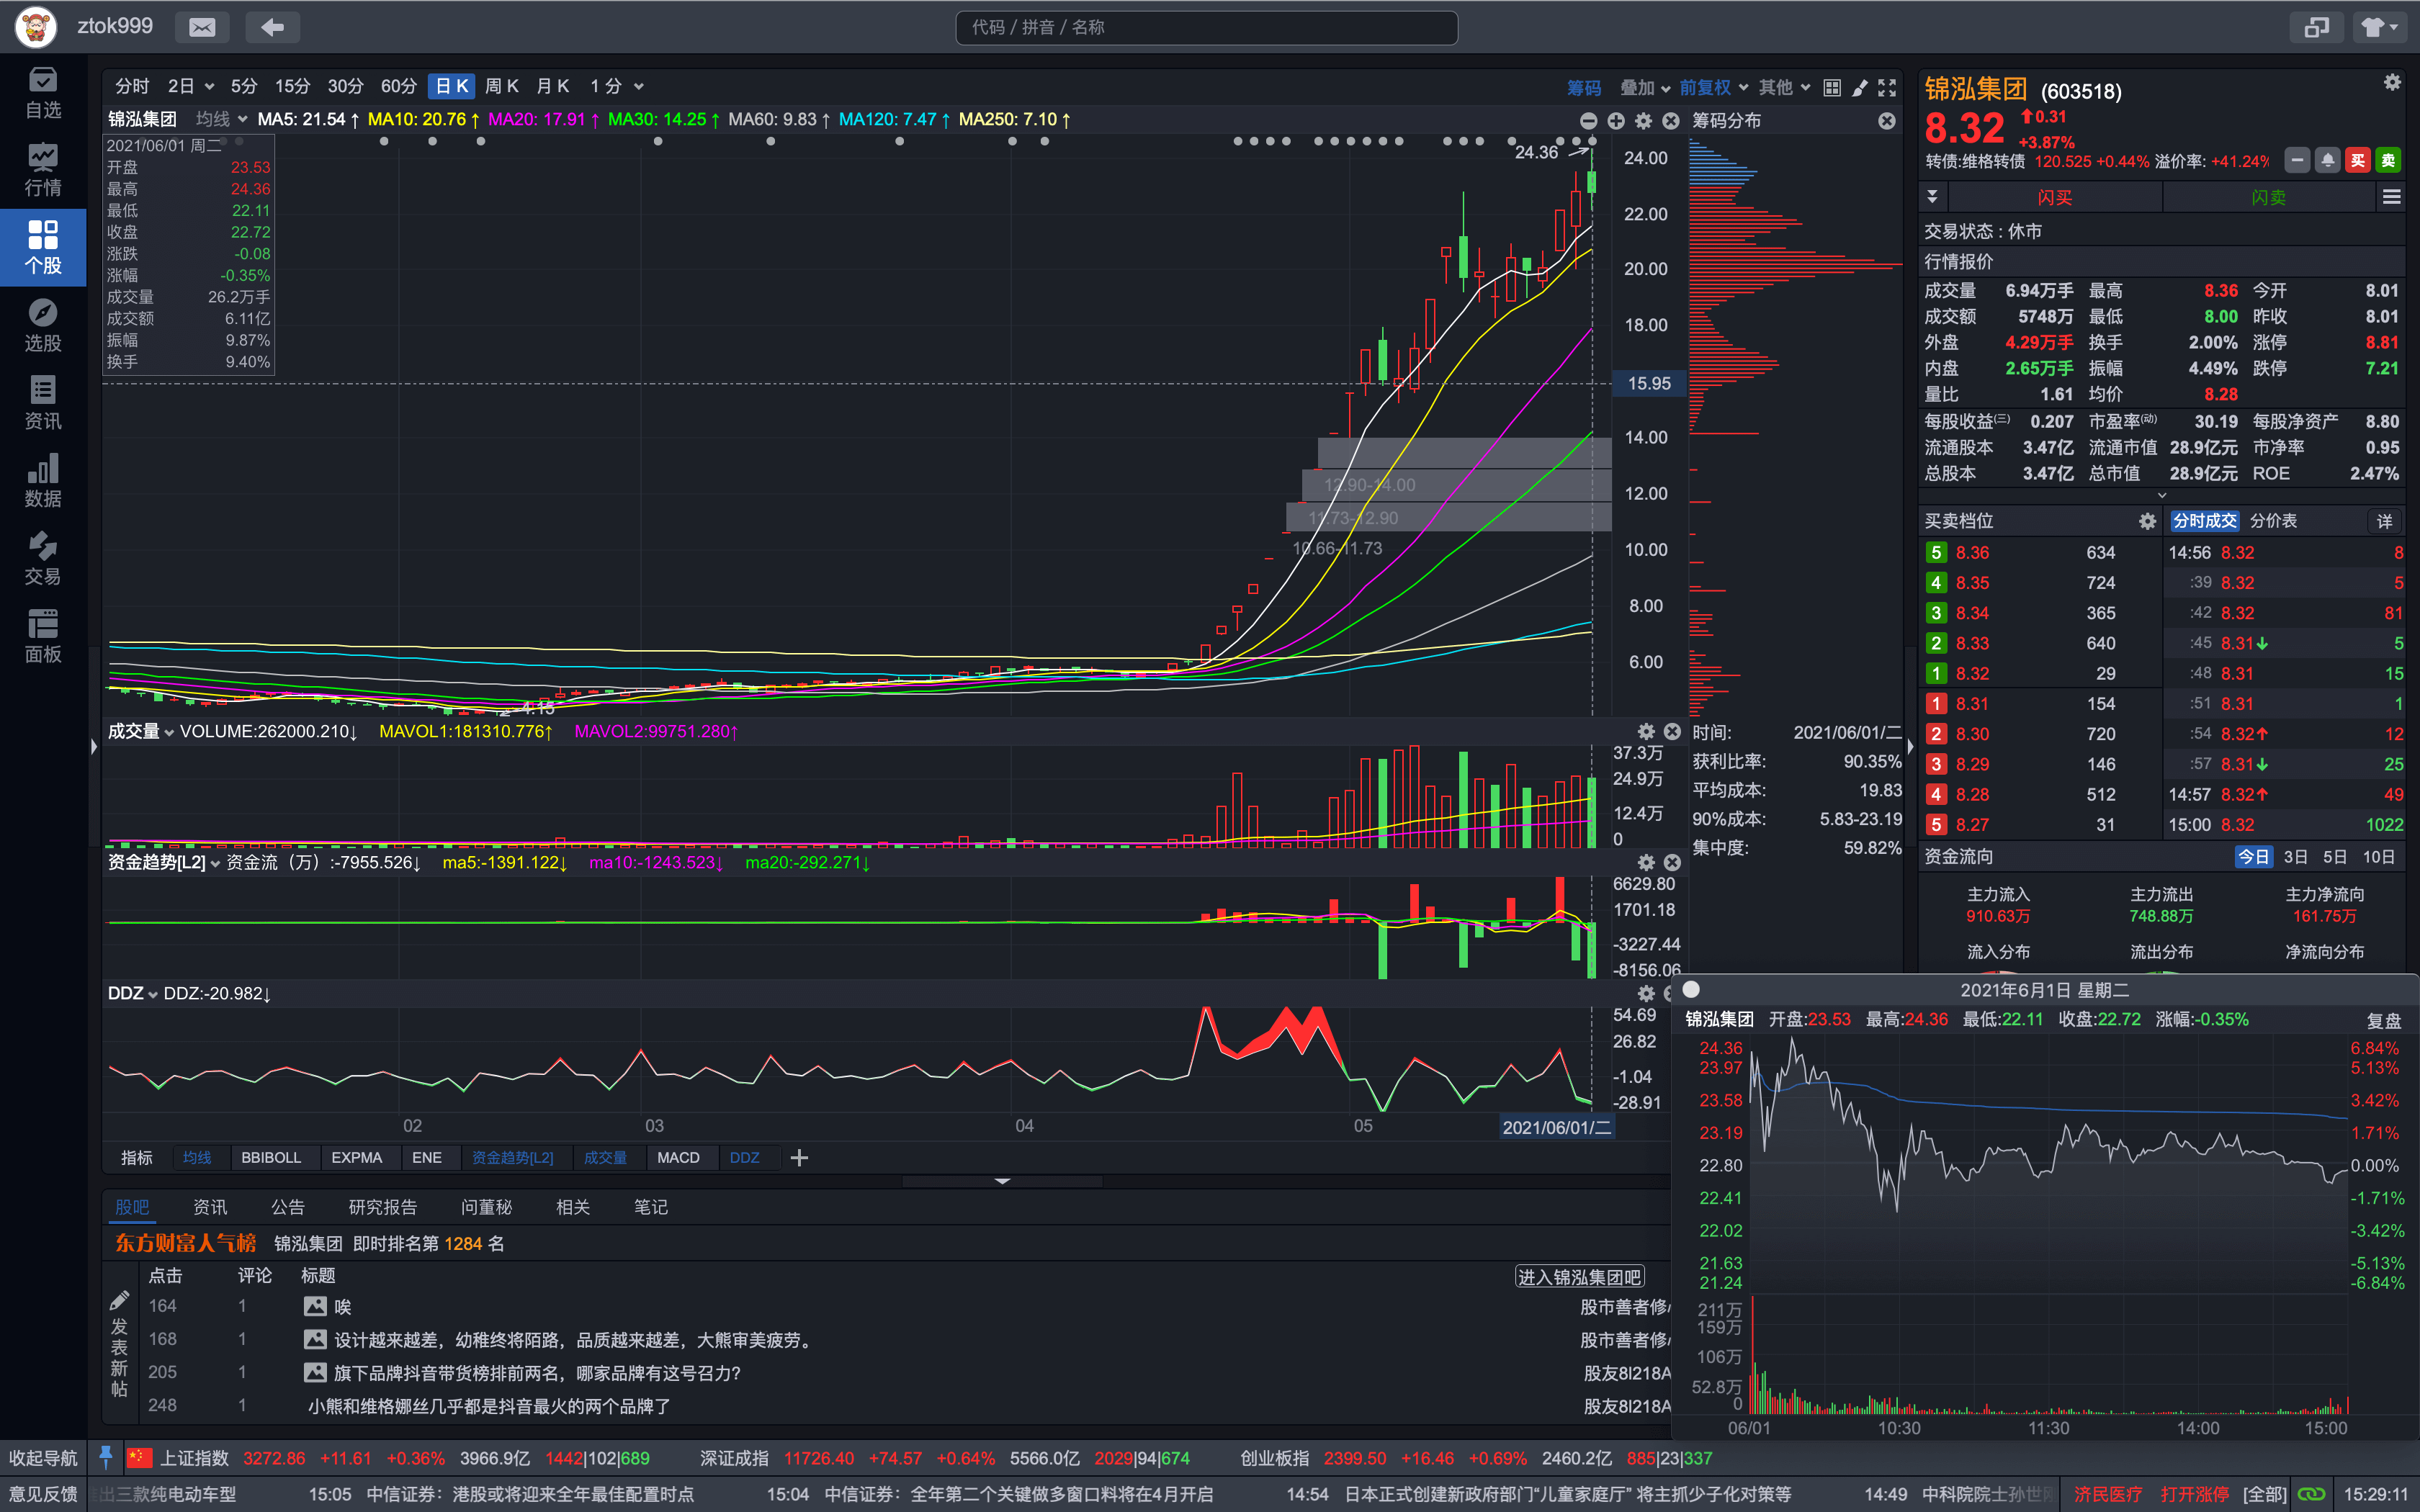 ztok999
代码 / 拼音 / 名称
自选
行情
个股
选股
资讯
数据
交易
面板
分时 2日 5分 15分 30分 60分 日K 周K 月K 1分 筹码 叠加 前复权 其他
锦泓集团 均线 MA5: 21.54↑ MA10: 20.76↑ MA20: 17.91↑ MA30: 14.25↑ MA60: 9.83↑ MA120: 7.47↑ MA250: 7.10↑
2021/06/01 周二
开盘 23.53
最高 24.36
最低 22.11
收盘 22.72
涨跌 -0.08
涨幅 -0.35%
成交量 26.2万手
成交额 6.11亿
振幅 9.87%
换手 9.40%
24.36
24.00
22.00
20.00
18.00
15.95
14.00
12.00
10.00
8.00
6.00
12.90-14.00
11.73-12.90
10.66-11.73
4.15
筹码分布
时间: 2021/06/01/二
获利比率: 90.35%
平均成本: 19.83
90%成本: 5.83-23.19
集中度: 59.82%
成交量 VOLUME:262000.210↓ MAVOL1:181310.776↑ MAVOL2:99751.280↑
37.3万
24.9万
12.4万
0
资金趋势[L2] 资金流（万）:-7955.526↓ ma5:-1391.122↓ ma10:-1243.523↓ ma20:-292.271↓
6629.80
1701.18
-3227.44
-8156.06
DDZ DDZ:-20.982↓
54.69
26.82
-1.04
-28.91
02 03 04 05 2021/06/01/二
指标 均线 BBIBOLL EXPMA ENE 资金趋势[L2] 成交量 MACD DDZ
股吧 资讯 公告 研究报告 问董秘 相关 笔记
东方财富人气榜 锦泓集团 即时排名第 1284 名
发表新帖
点击 评论 标题 进入锦泓集团吧
164 1 唉 股市善者修
168 1 设计越来越差，幼稚终将陌路，品质越来越差，大熊审美疲劳。 股市善者修
205 1 旗下品牌抖音带货榜排前两名，哪家品牌有这号召力? 股友8l218A
248 1 小熊和维格娜丝几乎都是抖音最火的两个品牌了 股友8l218A
锦泓集团 (603518)
8.32 0.31
+3.87%
转债:维格转债 120.525 +0.44% 溢价率: +41.24% 买 卖
闪买 闪卖
交易状态 : 休市
行情报价
成交量 6.94万手 最高 8.36 今开 8.01
成交额 5748万 最低 8.00 昨收 8.01
外盘 4.29万手 换手 2.00% 涨停 8.81
内盘 2.65万手 振幅 4.49% 跌停 7.21
量比 1.61 均价 8.28
每股收益(三) 0.207 市盈率(动) 30.19 每股净资产 8.80
流通股本 3.47亿 流通市值 28.9亿元 市净率 0.95
总股本 3.47亿 总市值 28.9亿元 ROE 2.47%
买卖档位 分时成交 分价表 详
5 8.36 634 14:56 8.32 8
4 8.35 724 :39 8.32 5
3 8.34 365 :42 8.32 81
2 8.33 640 :45 8.31↓ 5
1 8.32 29 :48 8.31 15
1 8.31 154 :51 8.31 1
2 8.30 720 :54 8.32↑ 12
3 8.29 146 :57 8.31↓ 25
4 8.28 512 14:57 8.32↑ 49
5 8.27 31 15:00 8.32 1022
资金流向 今日 3日 5日 10日
主力流入 主力流出 主力净流向
910.63万 748.88万 161.75万
流入分布 流出分布 净流向分布
2021年6月1日 星期二
锦泓集团 开盘:23.53 最高:24.36 最低:22.11 收盘:22.72 涨幅:-0.35% 复盘
24.36 6.84%
23.97 5.13%
23.58 3.42%
23.19 1.71%
22.80 0.00%
22.41 -1.71%
22.02 -3.42%
21.63 -5.13%
21.24 -6.84%
211万
159万
106万
52.8万
0
06/01 10:30 11:30 14:00 15:00
收起导航 上证指数 3272.86 +11.61 +0.36% 3966.9亿 1442|102|689 深证成指 11726.40 +74.57 +0.64% 5566.0亿 2029|94|674 创业板指 2399.50 +16.46 +0.69% 2460.2亿 885|23|337
意见反馈 出三款纯电动车型 15:05 中信证券：港股或将迎来全年最佳配置时点 15:04 中信证券：全年第二个关键做多窗口料将在4月开启 14:54 日本正式创建新政府部门“儿童家庭厅” 将主抓少子化对策等 14:49 中科院院士孙世 济民医疗 打开涨停 [全部] 15:29:11